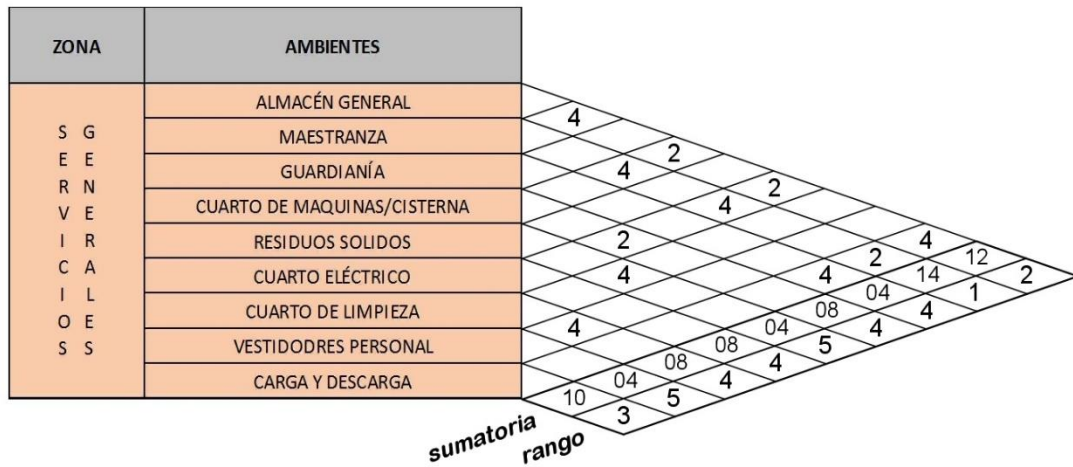 ZONA
AMBIENTES
SERVICIOS
GENERALES
ALMACÉN GENERAL
MAESTRANZA
GUARDIANÍA
CUARTO DE MAQUINAS/CISTERNA
RESIDUOS SOLIDOS
CUARTO ELÉCTRICO
CUARTO DE LIMPIEZA
VESTIDODRES PERSONAL
CARGA Y DESCARGA
4
2
4
2
4
2
4
2
4
4
4
12
14
04
08
04
08
08
04
10
2
1
4
4
5
4
4
5
3
sumatoria
rango